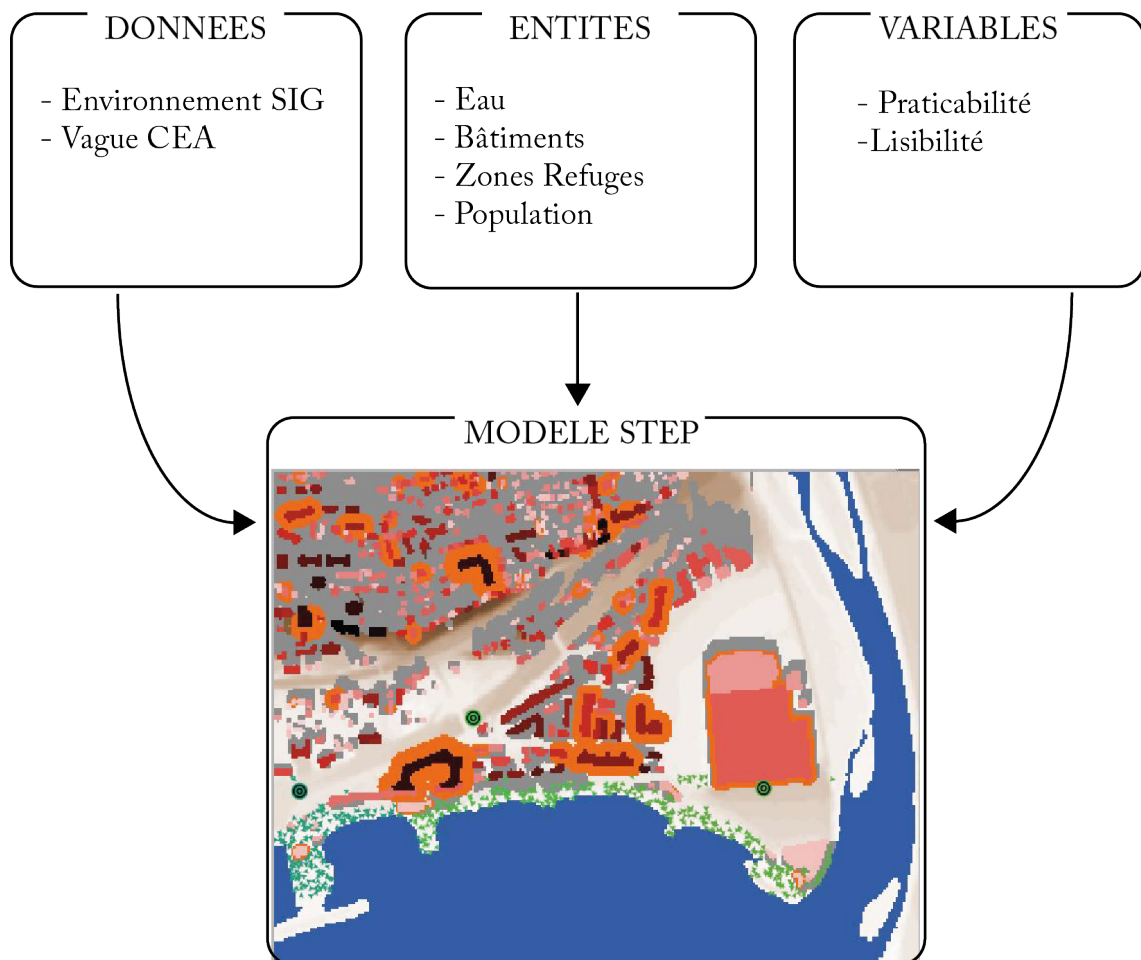 DONNEES
- Environnement SIG
- Vague CEA
ENTITES
- Eau
- Bâtiments
- Zones Refuges
- Population
VARIABLES
- Praticabilité
-Lisibilité
MODELE STEP